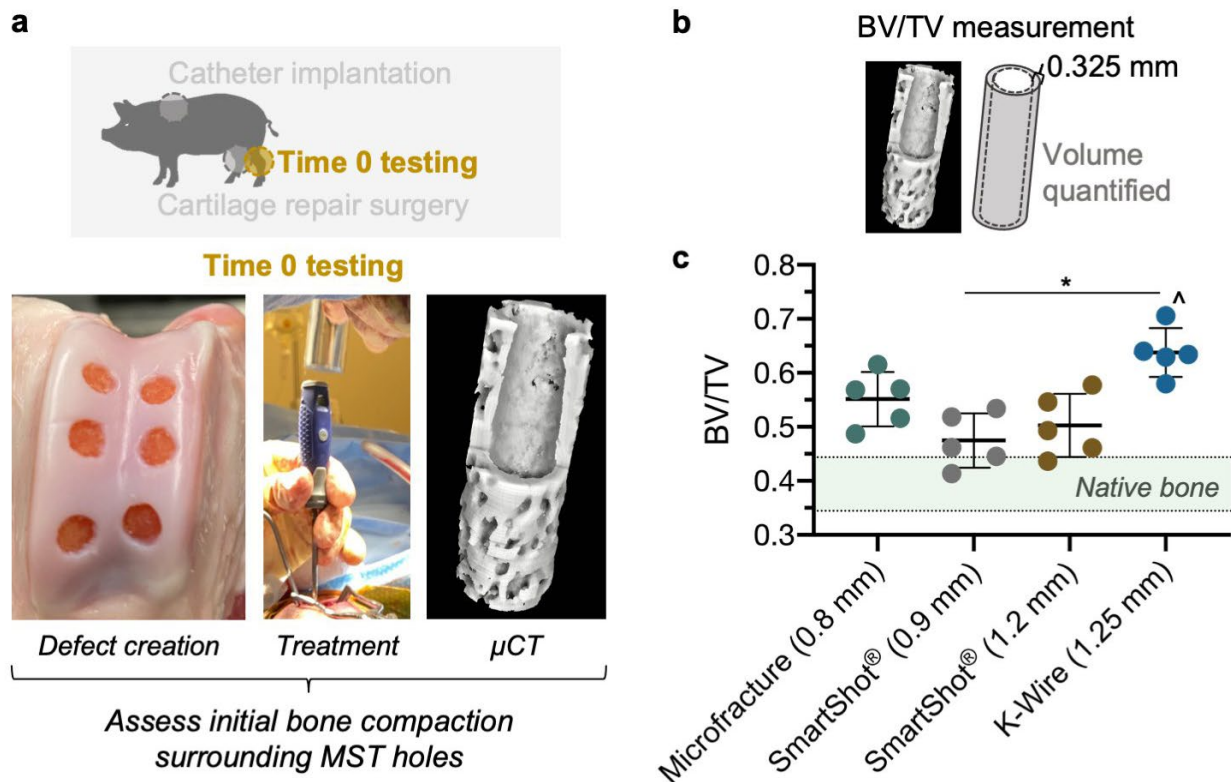 a
Catheter implantation
Time 0 testing
Cartilage repair surgery
Time 0 testing
Defect creation
Treatment
µCT
Assess initial bone compaction
surrounding MST holes
b
BV/TV measurement
0.325 mm
Volume
quantified
c
BV/TV
0.8
0.7
0.6
0.5
0.4
0.3
*
^
Native bone
Microfracture (0.8 mm)
SmartShot® (0.9 mm)
SmartShot® (1.2 mm)
K-Wire (1.25 mm)